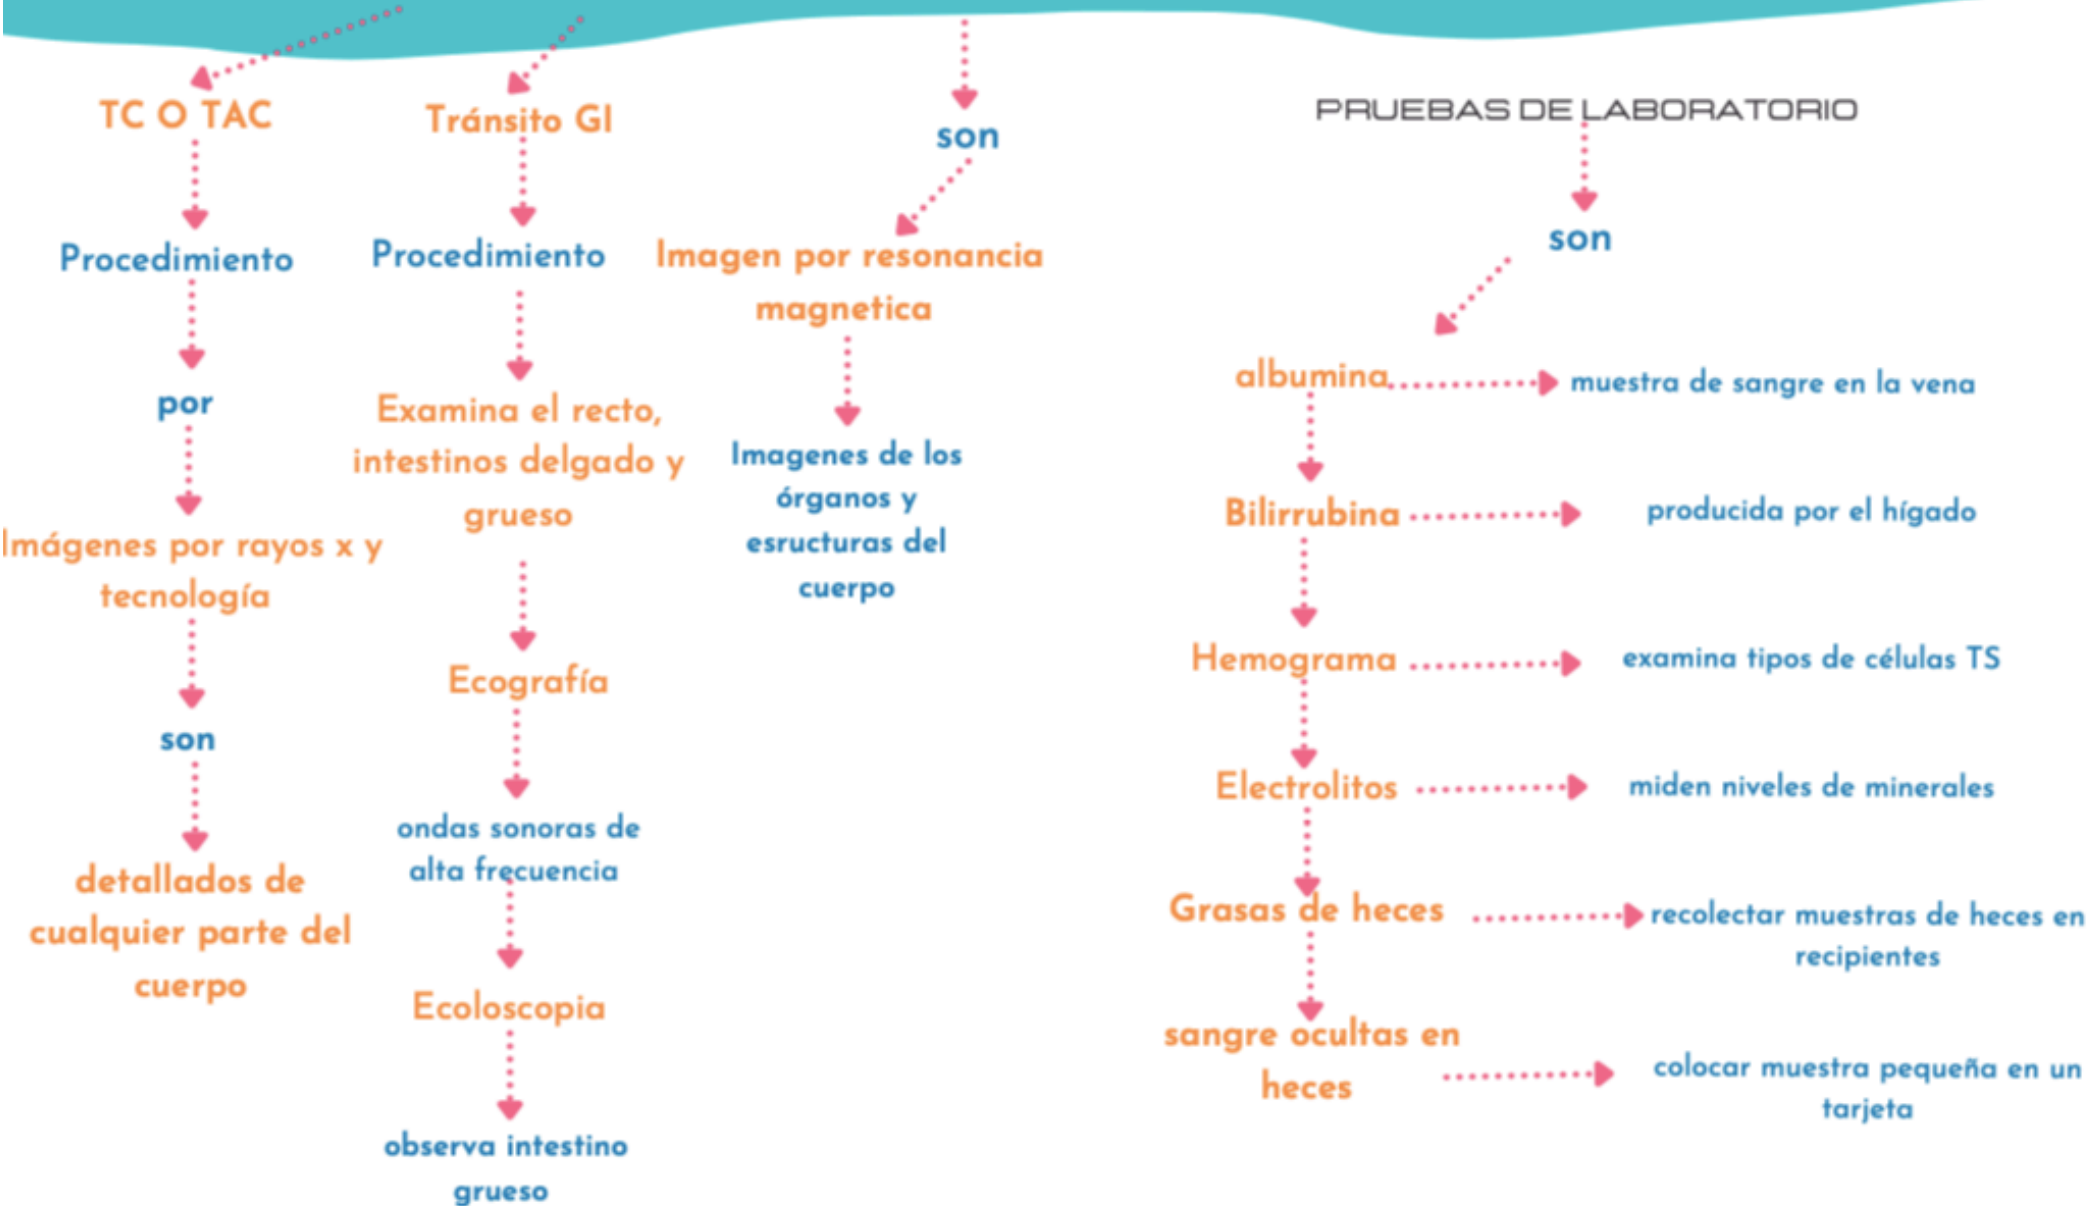 TC O TAC
Procedimiento
por
Imágenes por rayos x y
tecnología
son
detallados de
cualquier parte del
cuerpo
Tránsito GI
Procedimiento
Examina el recto,
intestinos delgado y
grueso
Ecografía
ondas sonoras de
alta frecuencia
Ecoloscopia
observa intestino
grueso
son
Imagen por resonancia
magnetica
Imagenes de los
órganos y
esructuras del
cuerpo
PRUEBAS DE LABORATORIO
son
albumina
muestra de sangre en la vena
Bilirrubina
producida por el hígado
Hemograma
examina tipos de células TS
Electrolitos
miden niveles de minerales
Grasas de heces
recolectar muestras de heces en
recipientes
sangre ocultas en
heces
colocar muestra pequeña en un
tarjeta